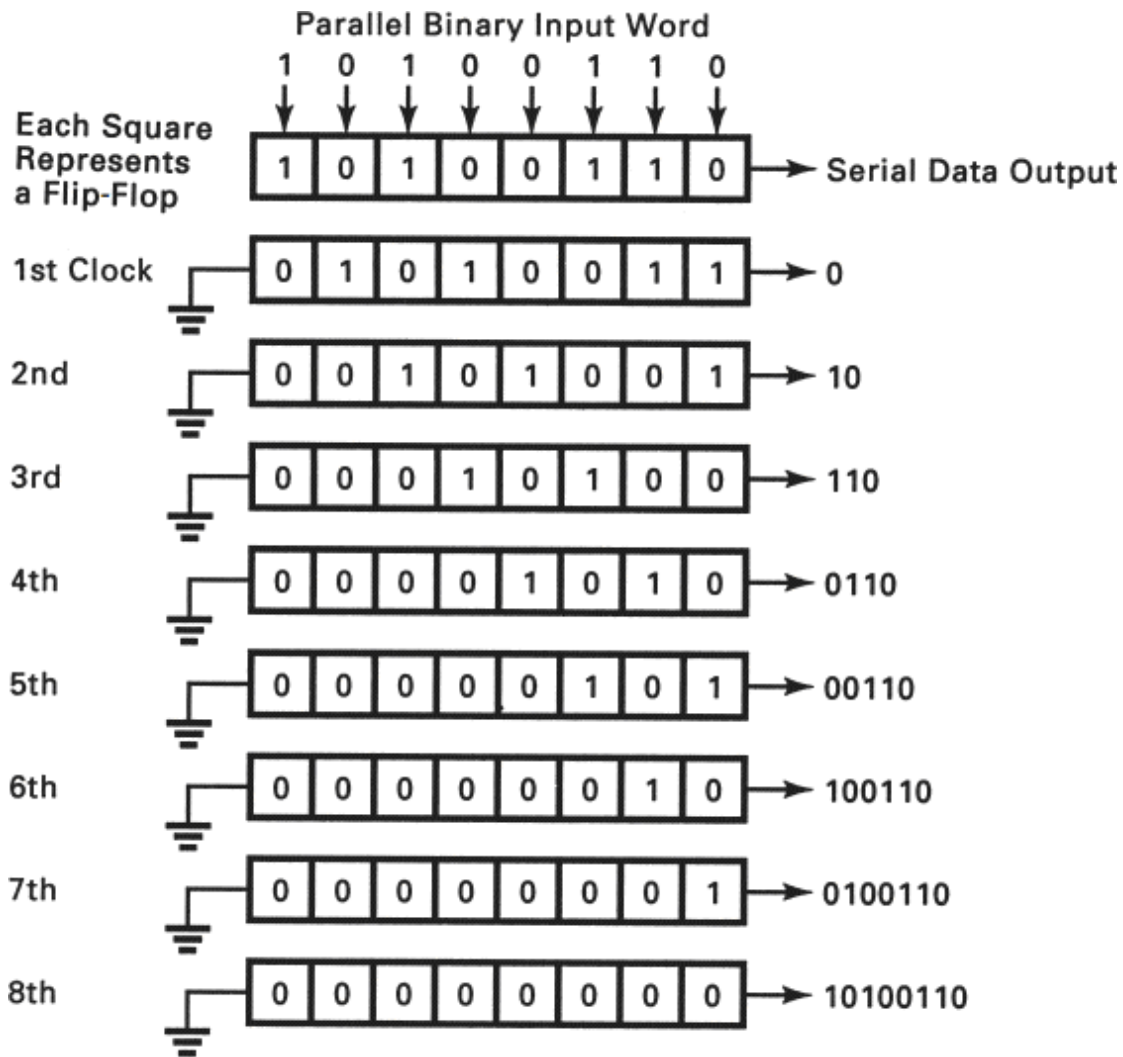 Parallel Binary Input Word
1 0 1 0 0 1 1 0
Each Square
Represents
a Flip-Flop
1 0 1 0 0 1 1 0
Serial Data Output
1st Clock
0 1 0 1 0 0 1 1
0
2nd
0 0 1 0 1 0 0 1
10
3rd
0 0 0 1 0 1 0 0
110
4th
0 0 0 0 1 0 1 0
0110
5th
0 0 0 0 0 1 0 1
00110
6th
0 0 0 0 0 0 1 0
100110
7th
0 0 0 0 0 0 0 1
0100110
8th
0 0 0 0 0 0 0 0
10100110